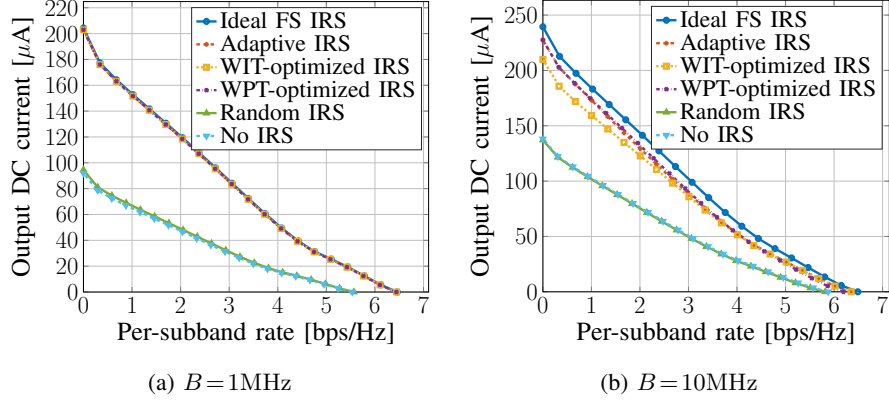 Output DC current [μA]
220
200
180
160
140
120
100
80
60
40
20
0
0 1 2 3 4 5 6 7
Per-subband rate [bps/Hz]
Ideal FS IRS
Adaptive IRS
WIT-optimized IRS
WPT-optimized IRS
Random IRS
No IRS
(a) B = 1MHz
Output DC current [μA]
250
200
150
100
50
0
0 1 2 3 4 5 6 7
Per-subband rate [bps/Hz]
Ideal FS IRS
Adaptive IRS
WIT-optimized IRS
WPT-optimized IRS
Random IRS
No IRS
(b) B = 10MHz